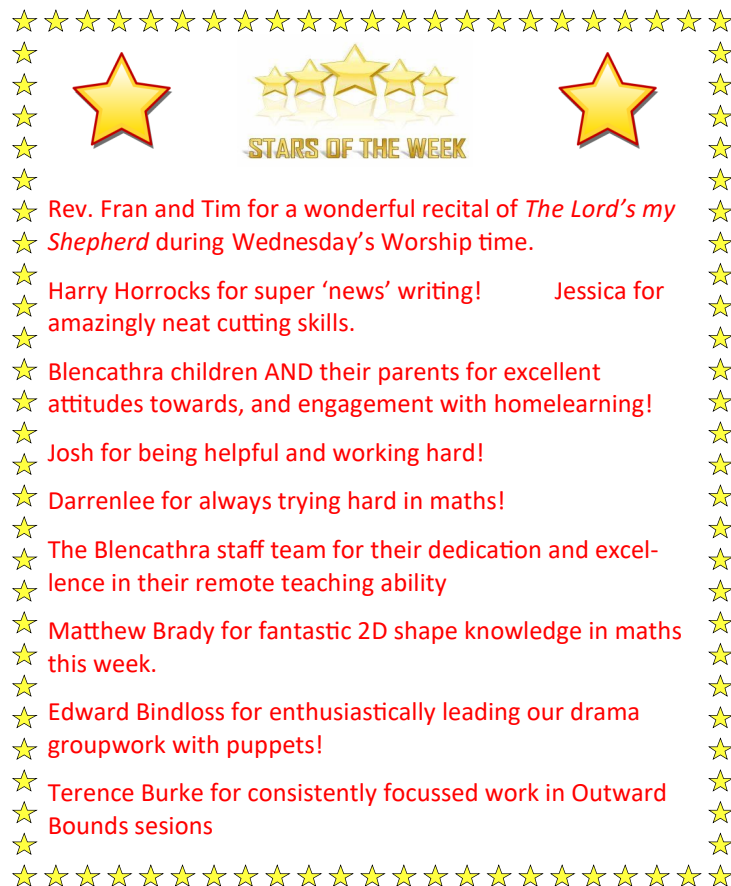 STARS OF THE WEEK
Rev. Fran and Tim for a wonderful recital of The Lord's my
Shepherd during Wednesday's Worship time.
Harry Horrocks for super ‘news’ writing! Jessica for
amazingly neat cutting skills.
Blencathra children AND their parents for excellent
attitudes towards, and engagement with homelearning!
Josh for being helpful and working hard!
Darrenlee for always trying hard in maths!
The Blencathra staff team for their dedication and excel-
lence in their remote teaching ability
Matthew Brady for fantastic 2D shape knowledge in maths
this week.
Edward Bindloss for enthusiastically leading our drama
groupwork with puppets!
Terence Burke for consistently focussed work in Outward
Bounds sesions